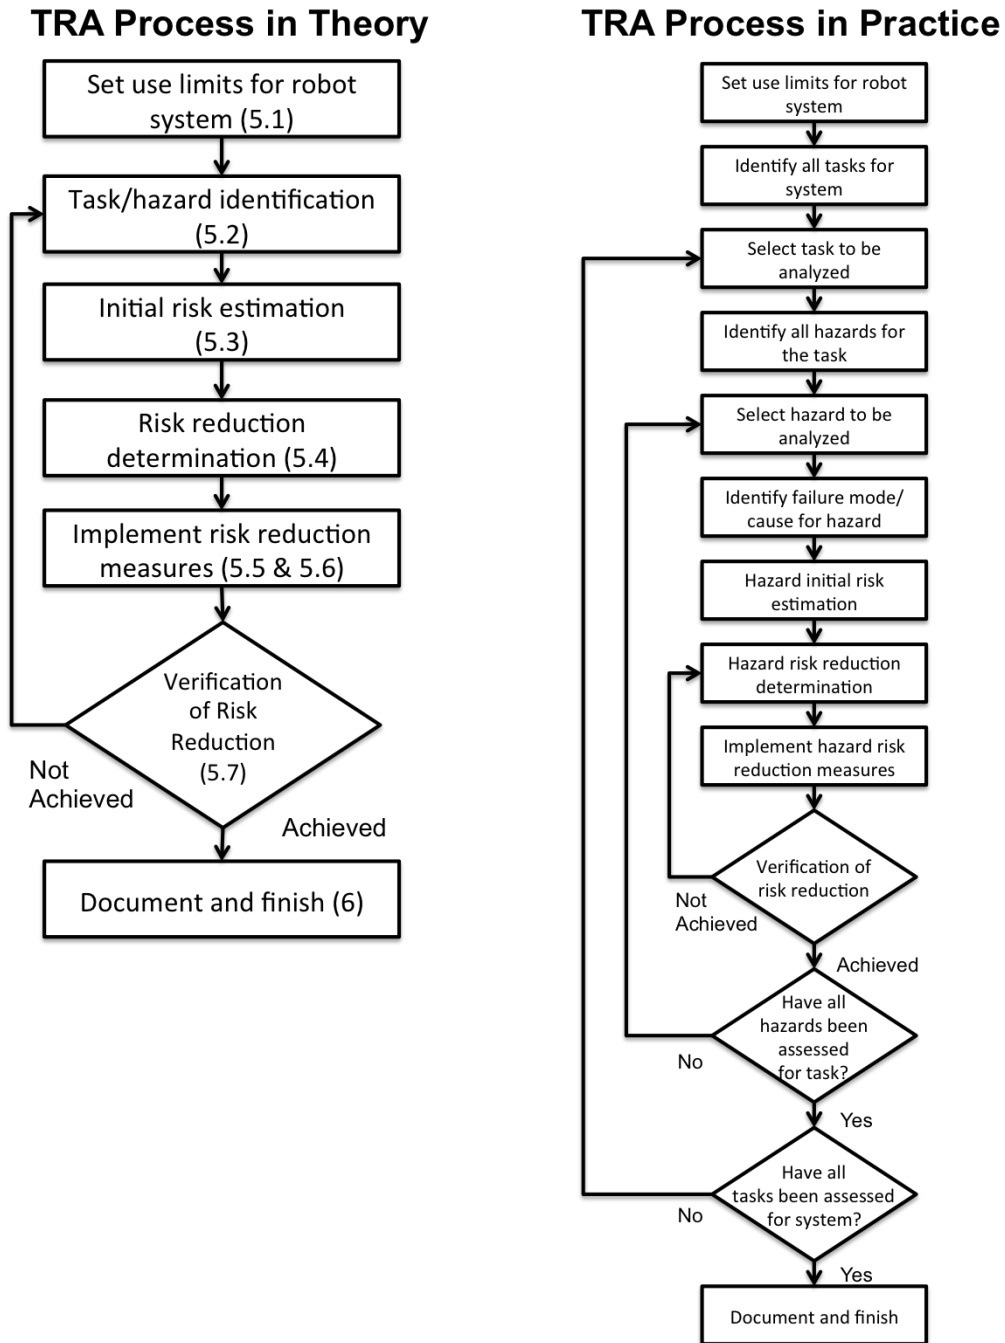 TRA Process in Theory
Set use limits for robot
system (5.1)
Task/hazard identification
(5.2)
Initial risk estimation
(5.3)
Risk reduction
determination (5.4)
Implement risk reduction
measures (5.5 & 5.6)
Verification
of Risk
Reduction
(5.7)
Not
Achieved
Achieved
Document and finish (6)
TRA Process in Practice
Set use limits for robot
system
Identify all tasks for
system
Select task to be
analyzed
Identify all hazards for
the task
Select hazard to be
analyzed
Identify failure mode/
cause for hazard
Hazard initial risk
estimation
Hazard risk reduction
determination
Implement hazard risk
reduction measures
Verification of
risk reduction
Not
Achieved
Achieved
Have all
hazards been
assessed
for task?
No
Yes
Have all
tasks been assessed
for system?
No
Yes
Document and finish